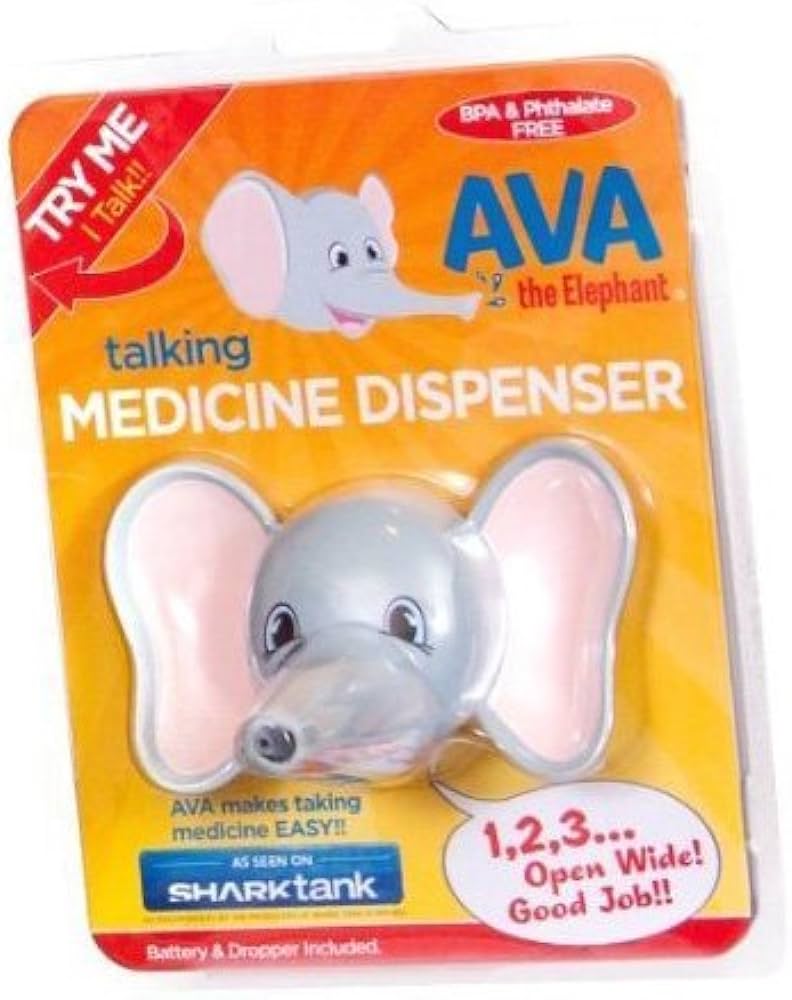 TRY ME
I Talk!!
BPA & Phthalate
FREE
AVA
the Elephant
talking
MEDICINE DISPENSER
AVA makes taking
medicine EASY!!
AS SEEN ON
SHARKtank
1,2,3...
Open Wide!
Good Job!!
Battery & Dropper Included.